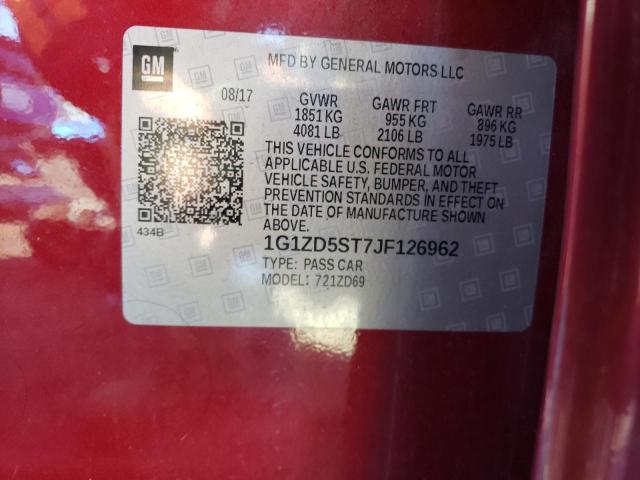 GM
MFD BY GENERAL MOTORS LLC
08/17 GVWR GAWR FRT GAWR RR
1851 KG 955 KG 896 KG
4081 LB 2106 LB 1975 LB
THIS VEHICLE CONFORMS TO ALL
APPLICABLE U.S. FEDERAL MOTOR
VEHICLE SAFETY, BUMPER, AND THEFT
PREVENTION STANDARDS IN EFFECT ON
THE DATE OF MANUFACTURE SHOWN
ABOVE.
434B
1G1ZD5ST7JF126962
TYPE: PASS CAR
MODEL: 721ZD69